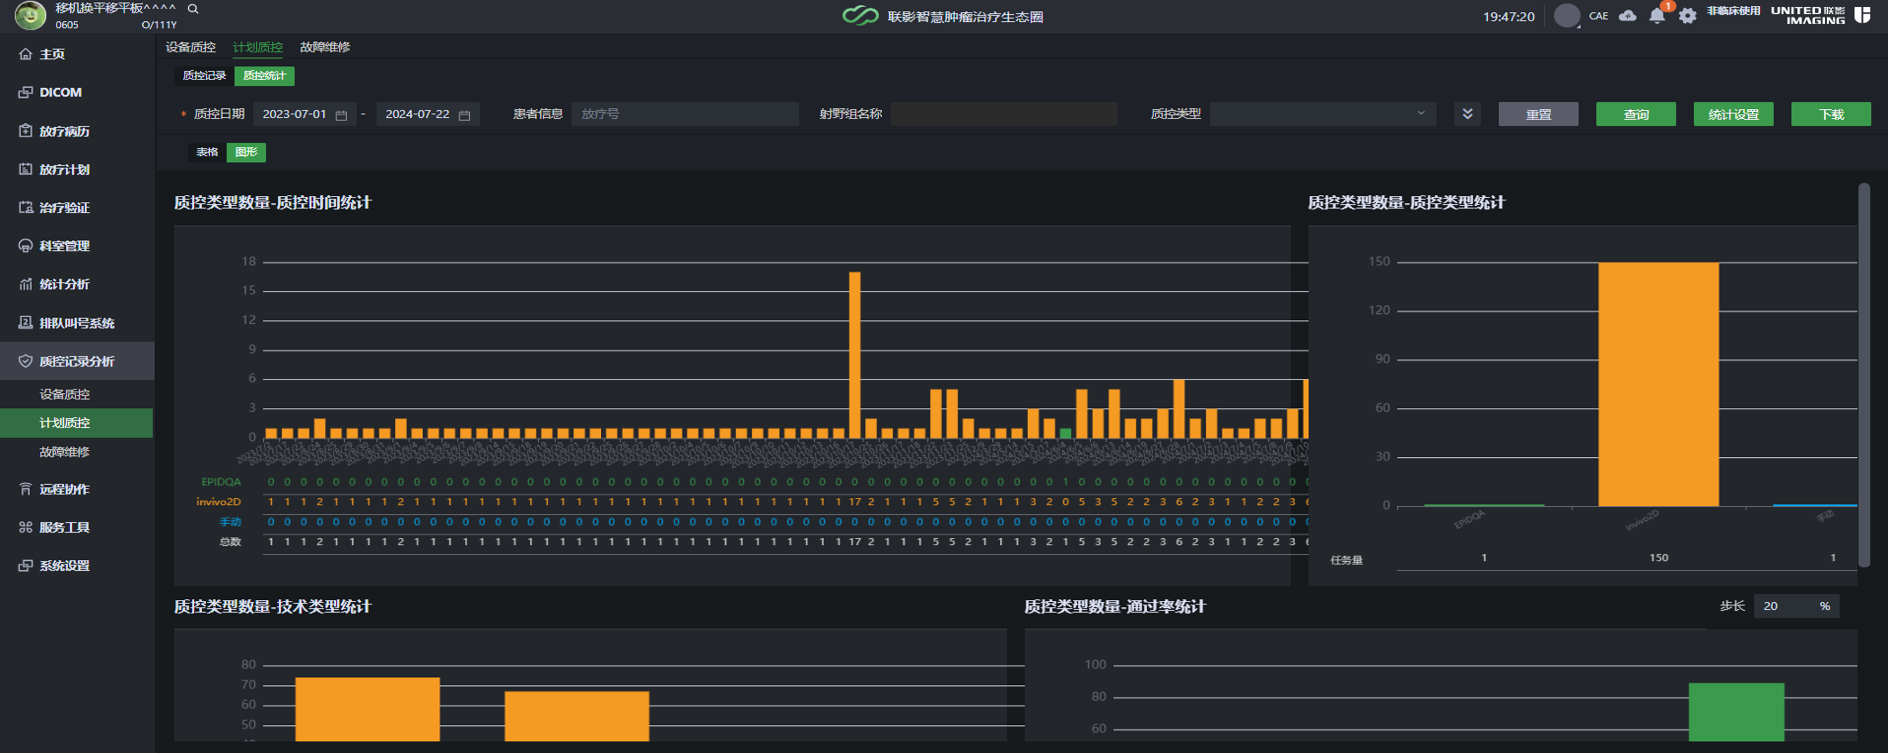 移机换平移平板^^^^
0605 O/111Y
联影智慧肿瘤治疗生态圈
19:47:20
CAE
1
非临床使用
UNITED 联影
IMAGING
主页
DICOM
放疗病历
放疗计划
治疗验证
科室管理
统计分析
排队叫号系统
质控记录分析
设备质控
计划质控
故障维修
远程协作
服务工具
系统设置
设备质控 计划质控 故障维修
质控记录 质控统计
* 质控日期 2023-07-01 - 2024-07-22 患者信息 放疗号 射野组名称 质控类型 重置 查询 统计设置 下载
表格 图形
质控类型数量-质控时间统计
18
15
12
9
6
3
0
EPIDQA 0 0 0 0 0 0 0 0 0 0 0 0 0 0 0 0 0 0 0 0 0 0 0 0 0 0 0 0 0 0 0 0 0 0 0 0 0 0 0 0 0 0 0 0 0 0 0 0 0 1 0 0 0 0 0 0 0 0 0 0 0 0 0 0 0
invivo2D 1 1 1 2 1 1 1 1 2 1 1 1 1 1 1 1 1 1 1 1 1 1 1 1 1 1 1 1 1 1 1 1 1 1 1 1 17 2 1 1 1 5 5 2 1 1 1 3 2 0 5 3 5 2 2 3 6 2 3 1 1 2 2 3 6
手动 0 0 0 0 0 0 0 0 0 0 0 0 0 0 0 0 0 0 0 0 0 0 0 0 0 0 0 0 0 0 0 0 0 0 0 0 0 0 0 0 0 0 0 0 0 0 0 0 0 0 0 0 0 0 0 0 0 0 0 0 0 0 0 0 0
总数 1 1 1 2 1 1 1 1 2 1 1 1 1 1 1 1 1 1 1 1 1 1 1 1 1 1 1 1 1 1 1 1 1 1 1 1 17 2 1 1 1 5 5 2 1 1 1 3 2 1 5 3 5 2 2 3 6 2 3 1 1 2 2 3 6
质控类型数量-质控类型统计
150
120
90
60
30
0
EPIDQA invivo2D 手动
任务量 1 150 1
质控类型数量-技术类型统计
80
70
60
50
质控类型数量-通过率统计
步长 20 %
100
80
60